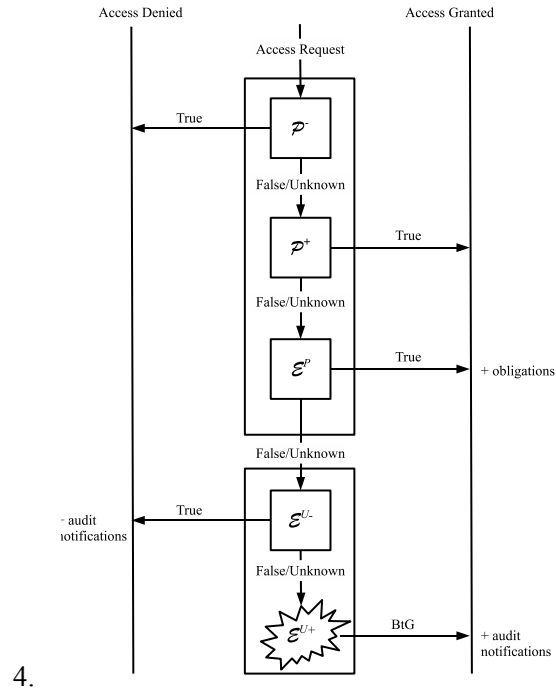 Access Denied
Access Granted
Access Request
True
𝒫-
False/Unknown
𝒫+
True
False/Unknown
ℰP
True
+ obligations
False/Unknown
True
ℰU-
- audit
notifications
False/Unknown
ℰU+
BtG
+ audit
notifications
4.